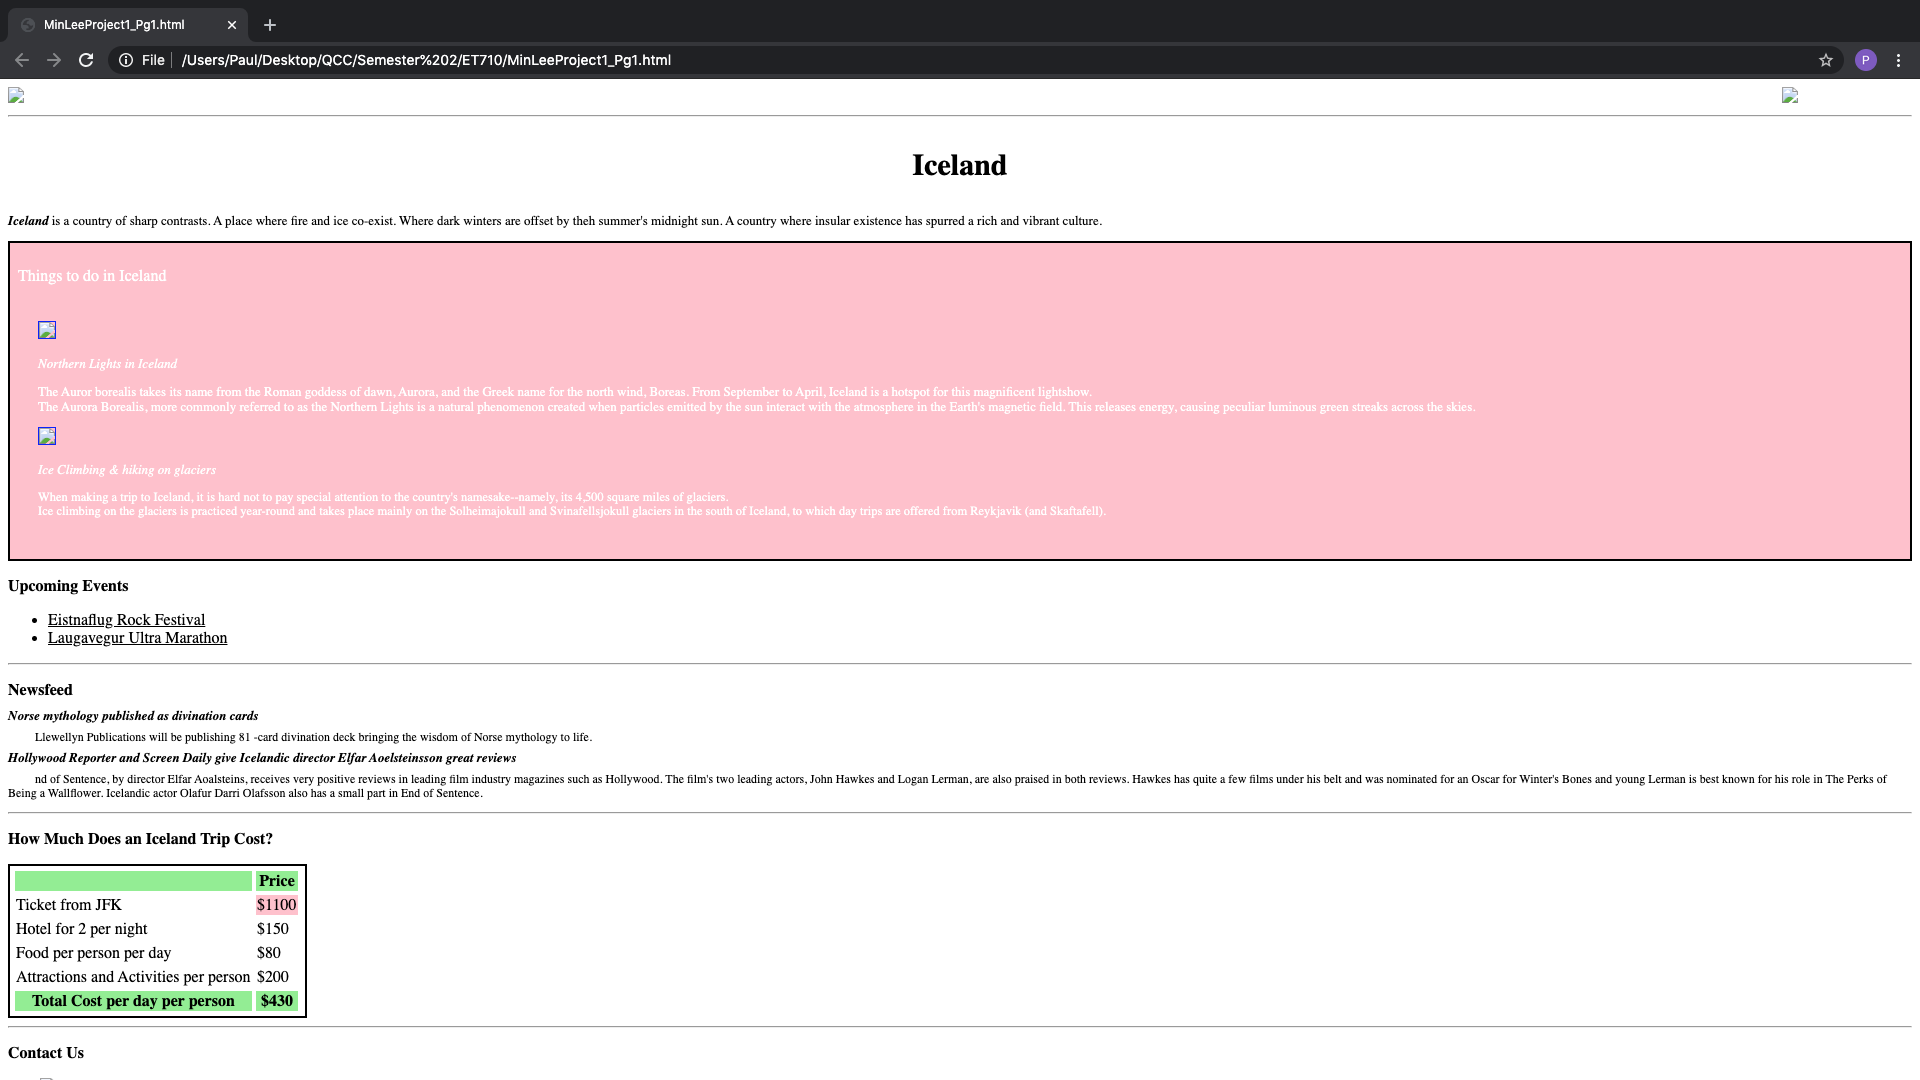 MinLeeProject1_Pg1.html
File /Users/Paul/Desktop/QCC/Semester%202/ET710/MinLeeProject1_Pg1.html
P
Iceland
Iceland is a country of sharp contrasts. A place where fire and ice co-exist. Where dark winters are offset by theh summer's midnight sun. A country where insular existence has spurred a rich and vibrant culture.
Things to do in Iceland
Northern Lights in Iceland
The Auror borealis takes its name from the Roman goddess of dawn, Aurora, and the Greek name for the north wind, Boreas. From September to April, Iceland is a hotspot for this magnificent lightshow.
The Aurora Borealis, more commonly referred to as the Northern Lights is a natural phenomenon created when particles emitted by the sun interact with the atmosphere in the Earth's magnetic field. This releases energy, causing peculiar luminous green streaks across the skies.
Ice Climbing & hiking on glaciers
When making a trip to Iceland, it is hard not to pay special attention to the country's namesake--namely, its 4,500 square miles of glaciers.
Ice climbing on the glaciers is practiced year-round and takes place mainly on the Solheimajokull and Svinafellsjokull glaciers in the south of Iceland, to which day trips are offered from Reykjavik (and Skaftafell).
Upcoming Events
• Eistnaflug Rock Festival
• Laugavegur Ultra Marathon
Newsfeed
Norse mythology published as divination cards
Llewellyn Publications will be publishing 81 -card divination deck bringing the wisdom of Norse mythology to life.
Hollywood Reporter and Screen Daily give Icelandic director Elfar Aoelsteinsson great reviews
nd of Sentence, by director Elfar Aoalsteins, receives very positive reviews in leading film industry magazines such as Hollywood. The film's two leading actors, John Hawkes and Logan Lerman, are also praised in both reviews. Hawkes has quite a few films under his belt and was nominated for an Oscar for Winter's Bones and young Lerman is best known for his role in The Perks of
Being a Wallflower. Icelandic actor Olafur Darri Olafsson also has a small part in End of Sentence.
How Much Does an Iceland Trip Cost?
Price
Ticket from JFK $1100
Hotel for 2 per night $150
Food per person per day $80
Attractions and Activities per person $200
Total Cost per day per person $430
Contact Us